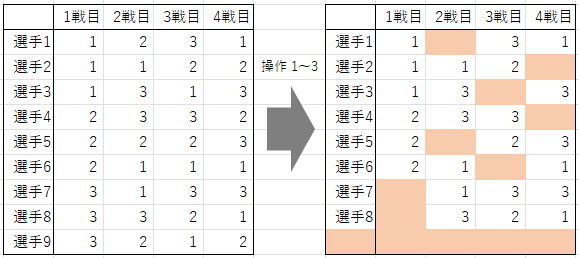 1戦目 2戦目 3戦目 4戦目
選手1 1 2 3 1
選手2 1 1 2 2
選手3 1 3 1 3
選手4 2 3 3 2
選手5 2 2 2 3
選手6 2 1 1 1
選手7 3 1 3 3
選手8 3 3 2 1
選手9 3 2 1 2
操作 1～3
1戦目 2戦目 3戦目 4戦目
選手1 1 3 1
選手2 1 1 2
選手3 1 3 3
選手4 2 3 3
選手5 2 2 3
選手6 2 1 1
選手7 1 3 3
選手8 3 2 1